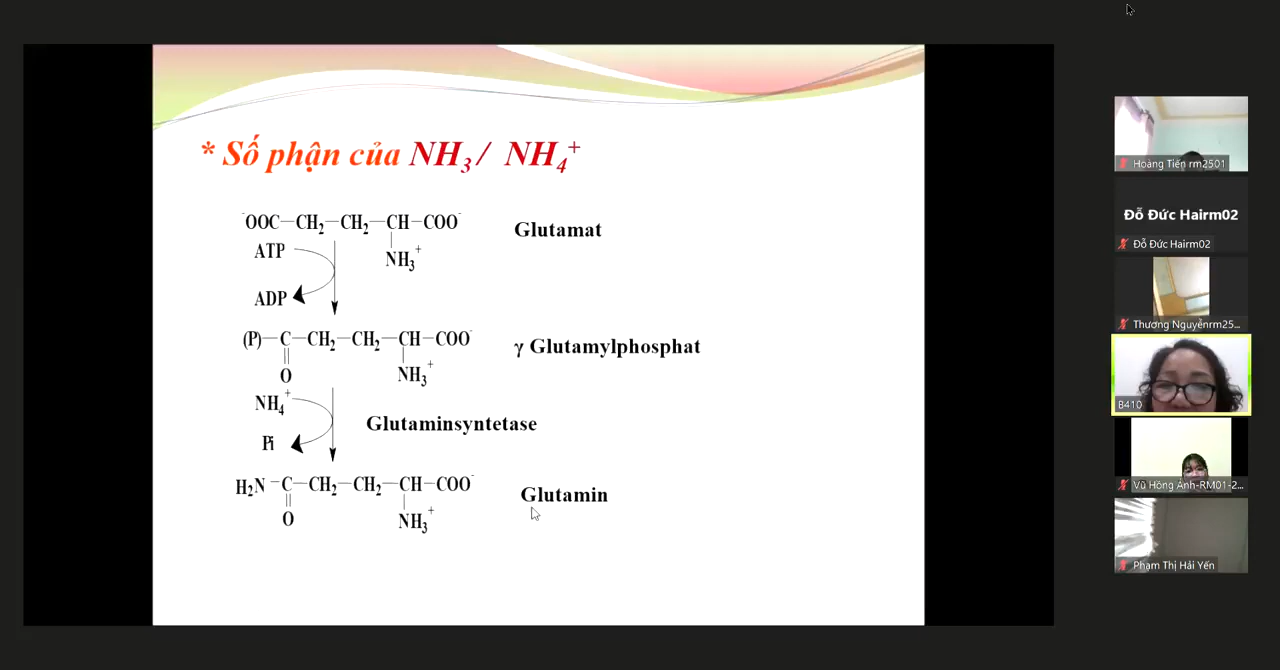 * Số phận của NH₃ / NH₄⁺
⁻OOC–CH₂–CH₂–CH–COO⁻
Glutamat
NH₃⁺
ATP
ADP
(P)–C–CH₂–CH₂–CH–COO⁻
γ Glutamylphosphat
O
NH₃⁺
NH₄⁺
Glutaminsyntetase
Pi
H₂N–C–CH₂–CH₂–CH–COO⁻
Glutamin
O
NH₃⁺
Hoàng Tiến rm2501
Đỗ Đức Hairm02
Đỗ Đức Hairm02
Thương Nguyễnrm25...
B410
Vũ Hồng Ánh-RM01-2...
Phạm Thị Hải Yến